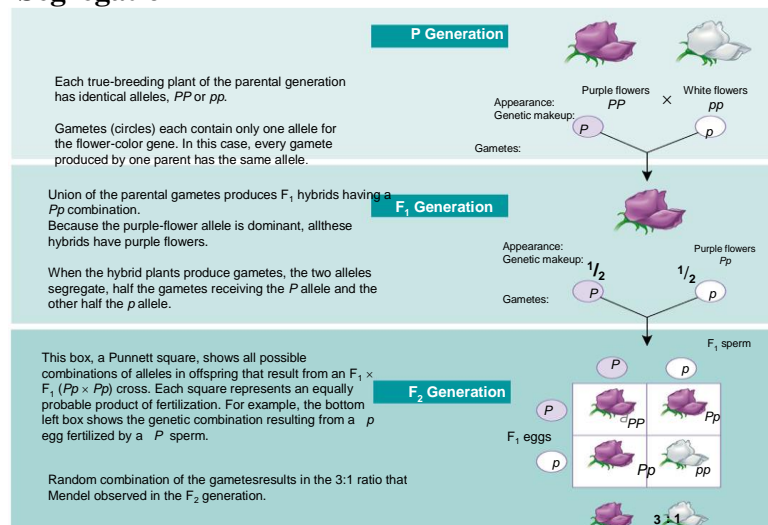 Segregation
P Generation
Each true-breeding plant of the parental generation
has identical alleles, PP or pp.
Gametes (circles) each contain only one allele for
the flower-color gene. In this case, every gamete
produced by one parent has the same allele.
Appearance:
Genetic makeup:
Purple flowers
PP
×
White flowers
pp
Gametes:
P
p
Union of the parental gametes produces F1 hybrids having a
Pp combination.
Because the purple-flower allele is dominant, allthese
hybrids have purple flowers.
When the hybrid plants produce gametes, the two alleles
segregate, half the gametes receiving the P allele and the
other half the p allele.
F1 Generation
Appearance:
Genetic makeup:
Purple flowers
Pp
Gametes:
1/2
P
1/2
p
This box, a Punnett square, shows all possible
combinations of alleles in offspring that result from an F1 ×
F1 (Pp × Pp) cross. Each square represents an equally
probable product of fertilization. For example, the bottom
left box shows the genetic combination resulting from a p
egg fertilized by a P sperm.
Random combination of the gametesresults in the 3:1 ratio that
Mendel observed in the F2 generation.
F2 Generation
F1 sperm
P
p
F1 eggs
P
PP
Pp
p
Pp
pp
3 : 1